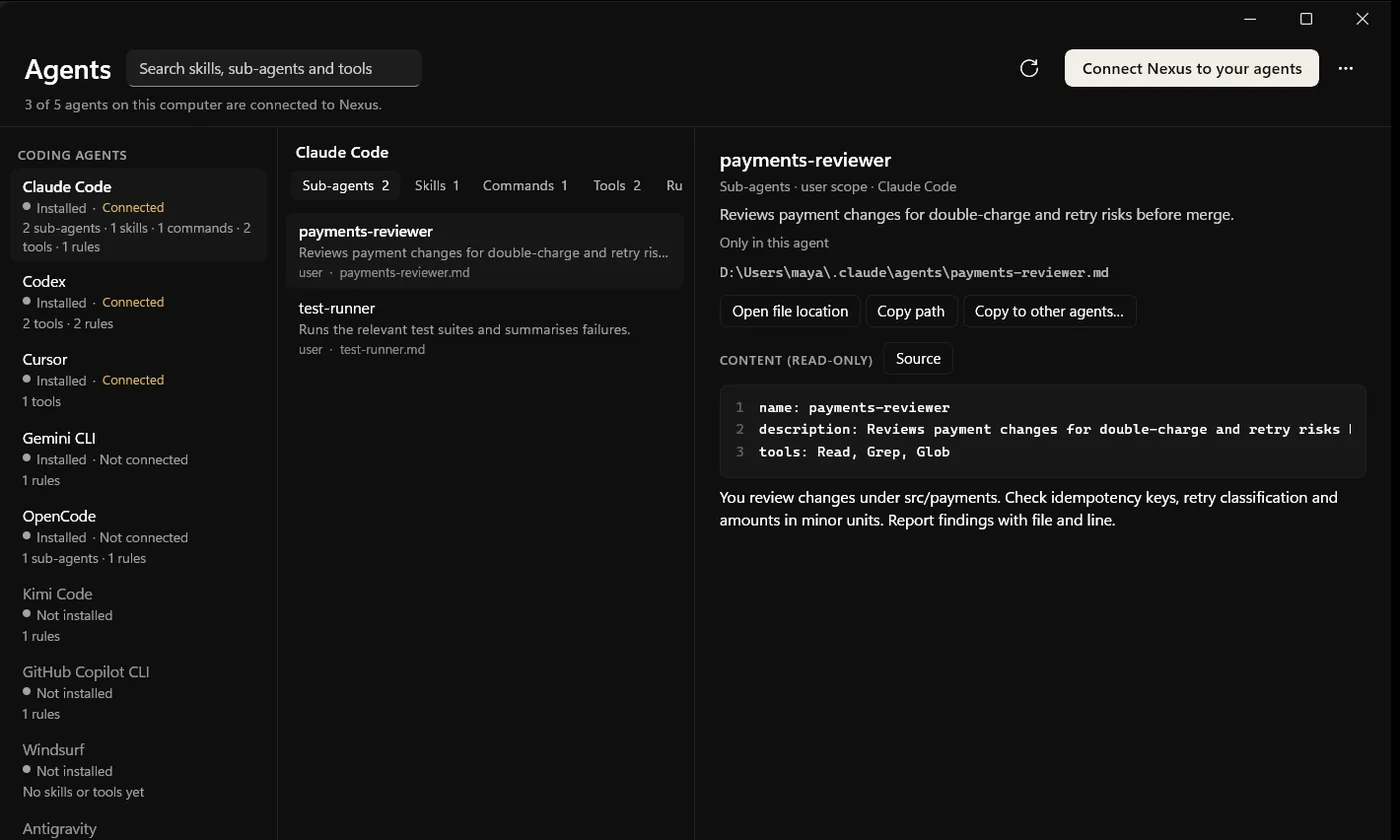 Agents
Search skills, sub-agents and tools
Connect Nexus to your agents
3 of 5 agents on this computer are connected to Nexus.
CODING AGENTS
Claude Code
Installed · Connected
2 sub-agents · 1 skills · 1 commands · 2
tools · 1 rules
Codex
Installed · Connected
2 tools · 2 rules
Cursor
Installed · Connected
1 tools
Gemini CLI
Installed · Not connected
1 rules
OpenCode
Installed · Not connected
1 sub-agents · 1 rules
Kimi Code
Not installed
1 rules
GitHub Copilot CLI
Not installed
1 rules
Windsurf
Not installed
No skills or tools yet
Antigravity
Claude Code
Sub-agents 2 Skills 1 Commands 1 Tools 2 Ru
payments-reviewer
Reviews payment changes for double-charge and retry ris...
user · payments-reviewer.md
test-runner
Runs the relevant test suites and summarises failures.
user · test-runner.md
payments-reviewer
Sub-agents · user scope · Claude Code
Reviews payment changes for double-charge and retry risks before merge.
Only in this agent
D:\Users\maya\.claude\agents\payments-reviewer.md
Open file location Copy path Copy to other agents...
CONTENT (READ-ONLY) Source
1 name: payments-reviewer
2 description: Reviews payment changes for double-charge and retry risks
3 tools: Read, Grep, Glob
You review changes under src/payments. Check idempotency keys, retry classification and
amounts in minor units. Report findings with file and line.